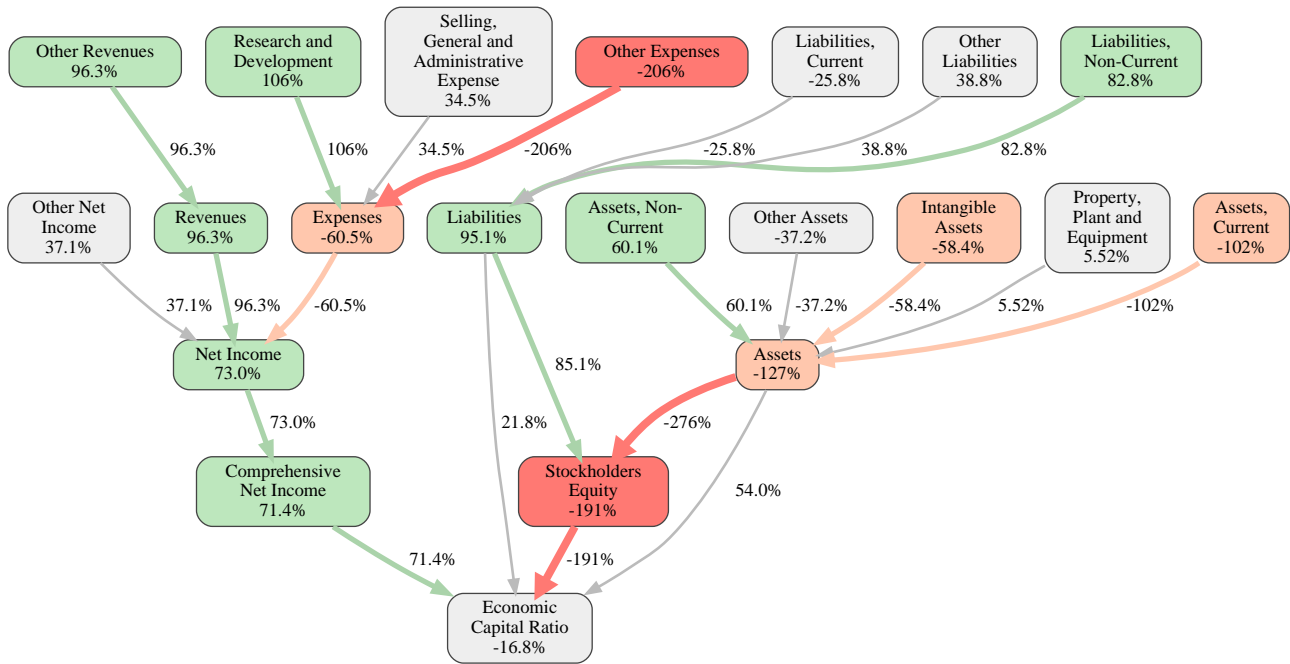 Other Revenues
96.3%
Research and
Development
106%
Selling,
General and
Administrative
Expense
34.5%
Other Expenses
-206%
Liabilities,
Current
-25.8%
Other
Liabilities
38.8%
Liabilities,
Non-Current
82.8%
96.3%
106%
34.5%
-206%
-25.8%
38.8%
82.8%
Other Net
Income
37.1%
Revenues
96.3%
Expenses
-60.5%
Liabilities
95.1%
Assets, Non-
Current
60.1%
Other Assets
-37.2%
Intangible
Assets
-58.4%
Property,
Plant and
Equipment
5.52%
Assets,
Current
-102%
37.1%
96.3%
-60.5%
60.1%
-37.2%
-58.4%
5.52%
-102%
Net Income
73.0%
85.1%
Assets
-127%
73.0%
21.8%
-276%
Comprehensive
Net Income
71.4%
Stockholders
Equity
-191%
54.0%
71.4%
-191%
Economic
Capital Ratio
-16.8%